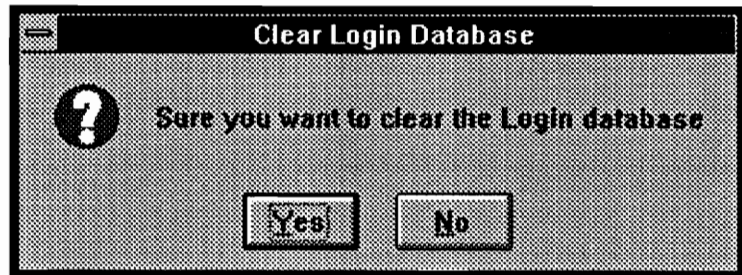 Clear Login Database
Sure you want to clear the Login database
Yes
No